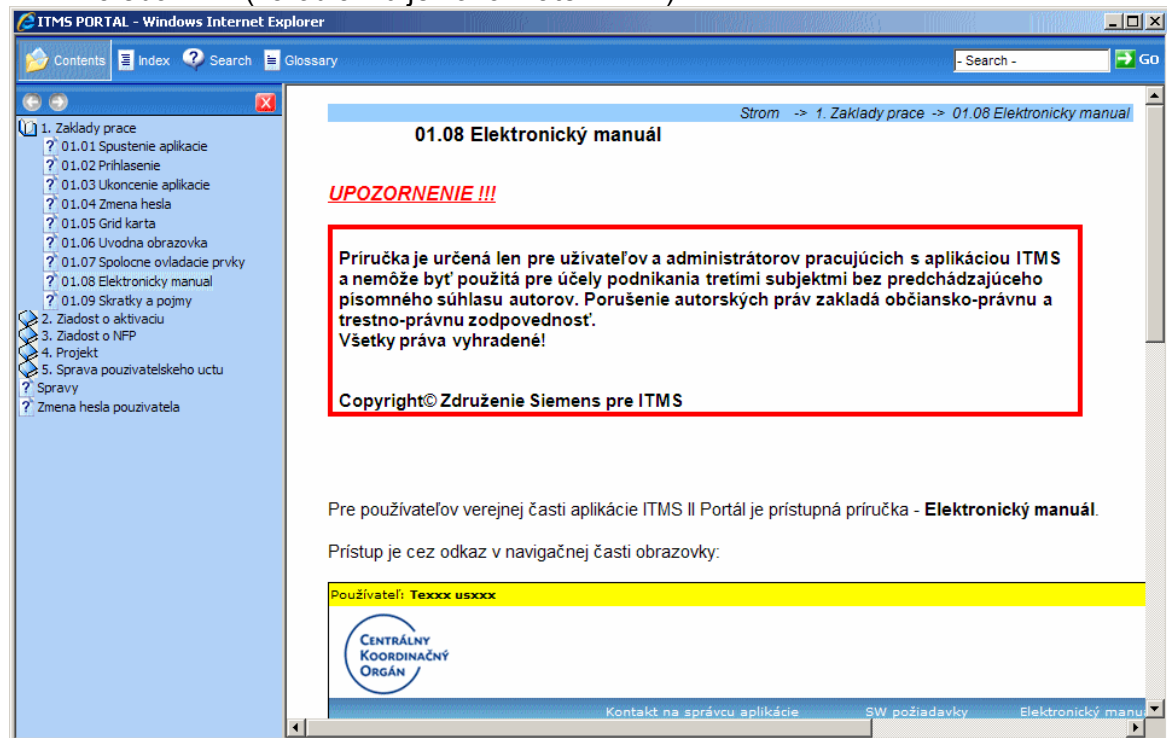 ITMS PORTAL - Windows Internet Explorer
Contents Index Search Glossary - Search - Go
1. Zaklady prace
01.01 Spustenie aplikacie
01.02 Prihlasenie
01.03 Ukoncenie aplikacie
01.04 Zmena hesla
01.05 Grid karta
01.06 Uvodna obrazovka
01.07 Spolocne ovladacie prvky
01.08 Elektronicky manual
01.09 Skratky a pojmy
2. Ziadost o aktivaciu
3. Ziadost o NFP
4. Projekt
5. Sprava pouzivatelskeho uctu
Spravy
Zmena hesla pouzivatela
Strom -> 1. Zaklady prace -> 01.08 Elektronicky manual
01.08 Elektronický manuál
UPOZORNENIE !!!
Príručka je určená len pre užívateľov a administrátorov pracujúcich s aplikáciou ITMS
a nemôže byť použitá pre účely podnikania tretími subjektmi bez predchádzajúceho
písomného súhlasu autorov. Porušenie autorských práv zakladá občiansko-právnu a
trestno-právnu zodpovednosť.
Všetky práva vyhradené!
Copyright© Združenie Siemens pre ITMS
Pre používateľov verejnej časti aplikácie ITMS II Portál je prístupná príručka - Elektronický manuál.
Prístup je cez odkaz v navigačnej časti obrazovky:
Používateľ: Texxx usxxx
CENTRÁLNY
KOORDINAČNÝ
ORGÁN
Kontakt na správcu aplikácie SW požiadavky Elektronický